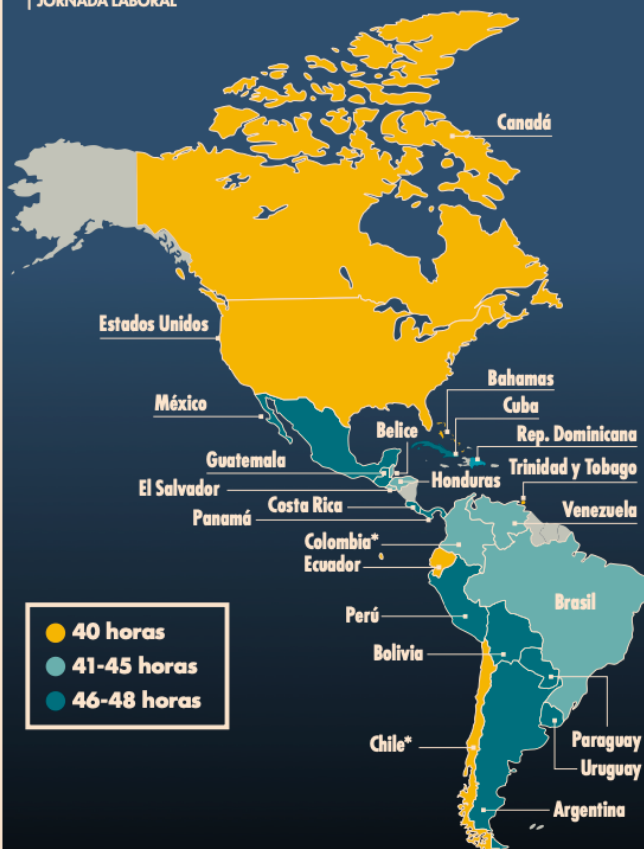 | JORNADA LABORAL
Canadá
Estados Unidos
Bahamas
México
Cuba
Belice
Rep. Dominicana
Guatemala
Trinidad y Tobago
Honduras
El Salvador
Costa Rica
Venezuela
Panamá
Colombia*
Ecuador
Brasil
Perú
40 horas
Bolivia
41-45 horas
46-48 horas
Paraguay
Chile*
Uruguay
Argentina